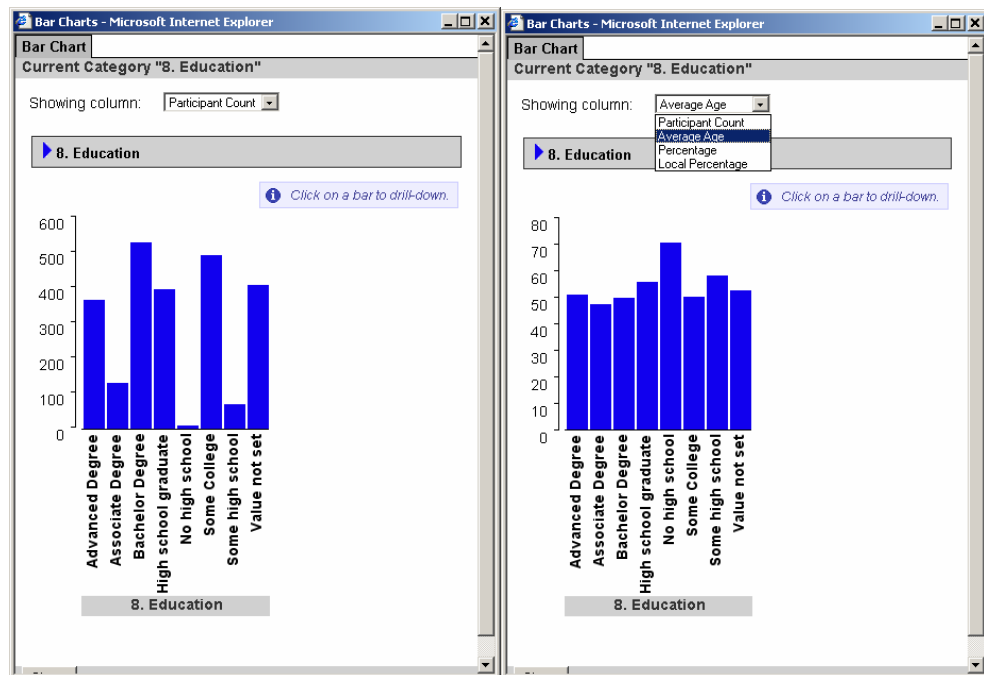 Bar Charts - Microsoft Internet Explorer
Bar Chart
Current Category "8. Education"
Showing column:
Participant Count
8. Education
Click on a bar to drill-down.
600
500
400
300
200
100
0
Advanced Degree
Associate Degree
Bachelor Degree
High school graduate
No high school
Some College
Some high school
Value not set
8. Education
Bar Charts - Microsoft Internet Explorer
Bar Chart
Current Category "8. Education"
Showing column:
Average Age
Participant Count
Average Age
Percentage
Local Percentage
8. Education
Click on a bar to drill-down.
80
70
60
50
40
30
20
10
0
Advanced Degree
Associate Degree
Bachelor Degree
High school graduate
No high school
Some College
Some high school
Value not set
8. Education